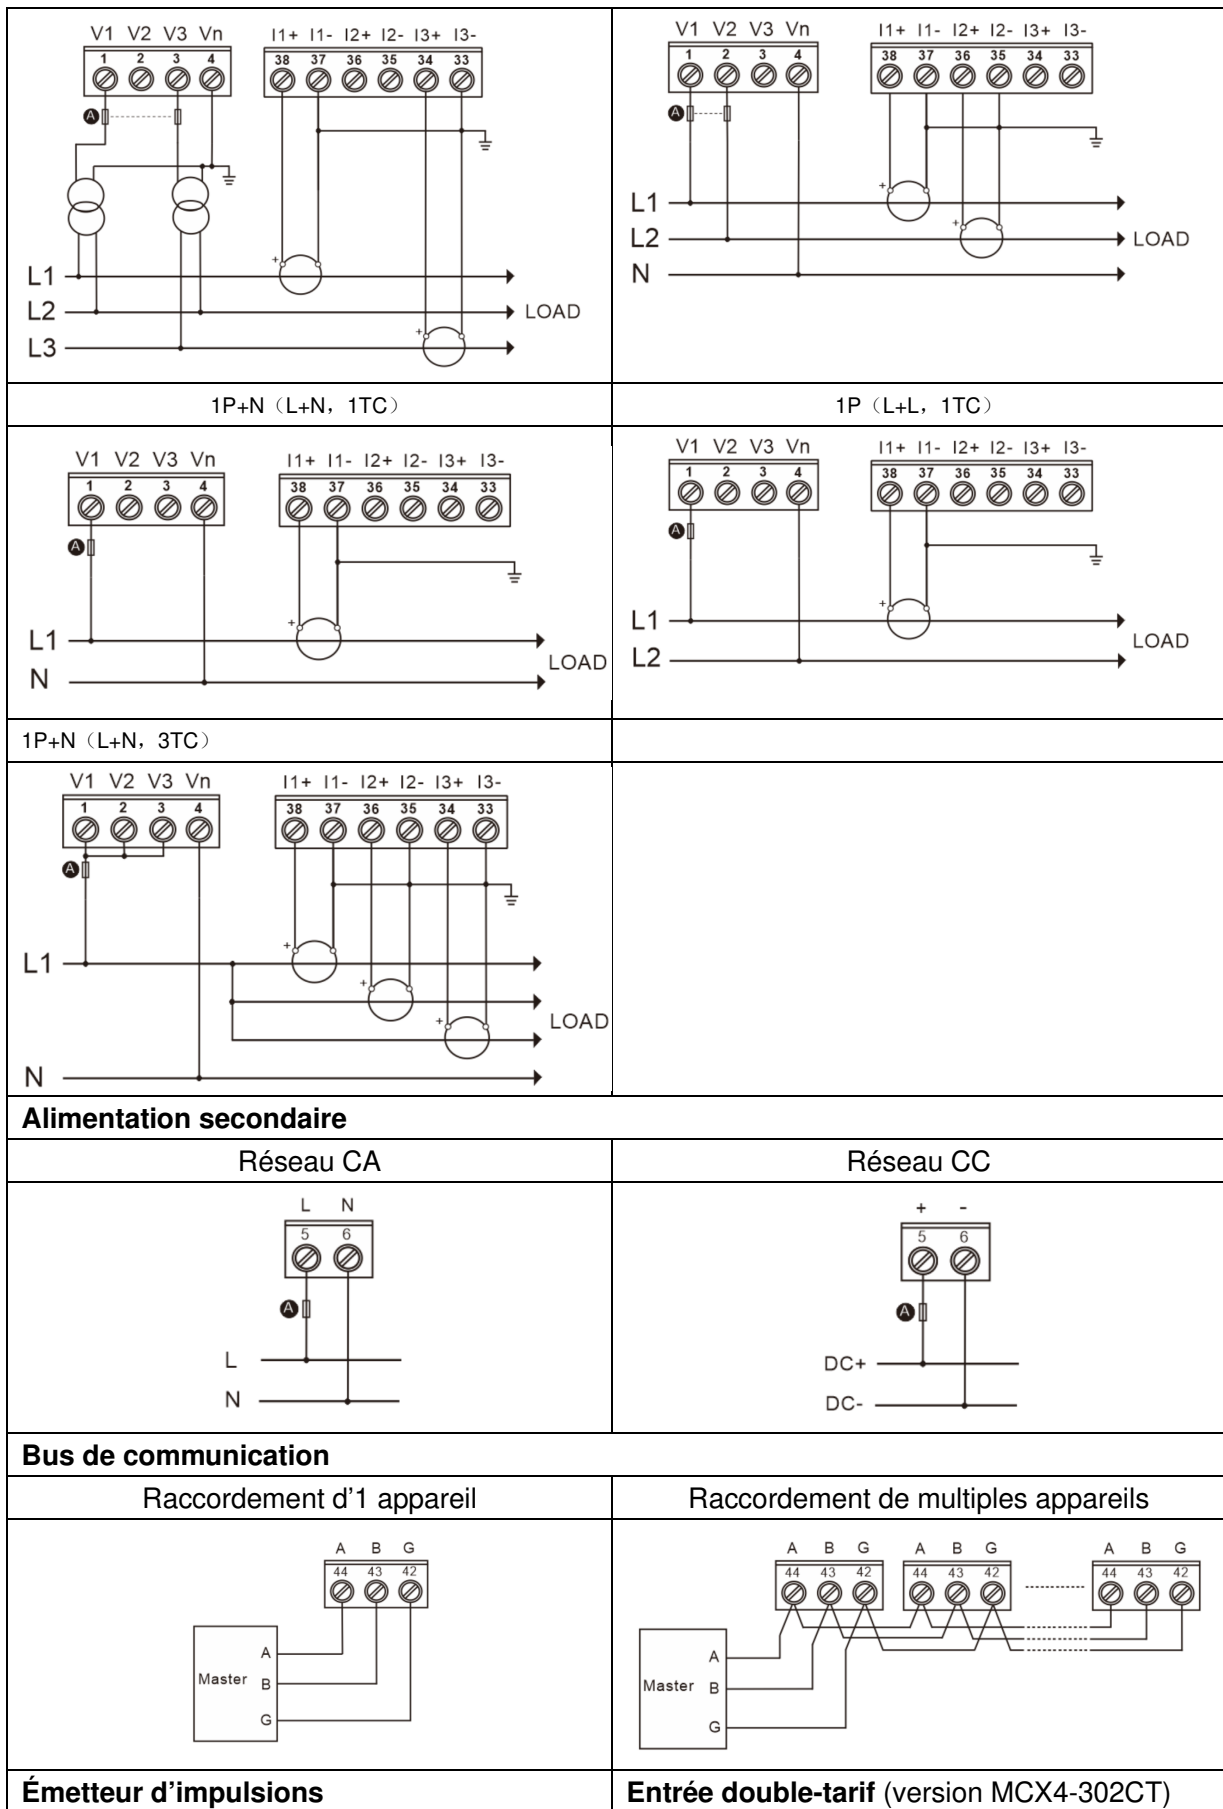 V1 V2 V3 Vn I1+ I1- I2+ I2- I3+ I3-
1 2 3 4 38 37 36 35 34 33
A
+
L1
L2 LOAD
+
L3
V1 V2 V3 Vn I1+ I1- I2+ I2- I3+ I3-
1 2 3 4 38 37 36 35 34 33
A
+
L1
+
L2 LOAD
N
1P+N（L+N，1TC） 1P（L+L，1TC）
V1 V2 V3 Vn I1+ I1- I2+ I2- I3+ I3-
1 2 3 4 38 37 36 35 34 33
A
+
L1
LOAD
N
V1 V2 V3 Vn I1+ I1- I2+ I2- I3+ I3-
1 2 3 4 38 37 36 35 34 33
A
+
L1
LOAD
L2
1P+N（L+N，3TC）
V1 V2 V3 Vn I1+ I1- I2+ I2- I3+ I3-
1 2 3 4 38 37 36 35 34 33
A
+
L1
+
+ LOAD
N
Alimentation secondaire
Réseau CA Réseau CC
L N
5 6
A
L
N
+ -
5 6
A
DC+
DC-
Bus de communication
Raccordement d'1 appareil Raccordement de multiples appareils
A B G
44 43 42
A
Master B
G
A B G A B G A B G
44 43 42 44 43 42 44 43 42
A
Master B
G
Émetteur d'impulsions Entrée double-tarif (version MCX4-302CT)